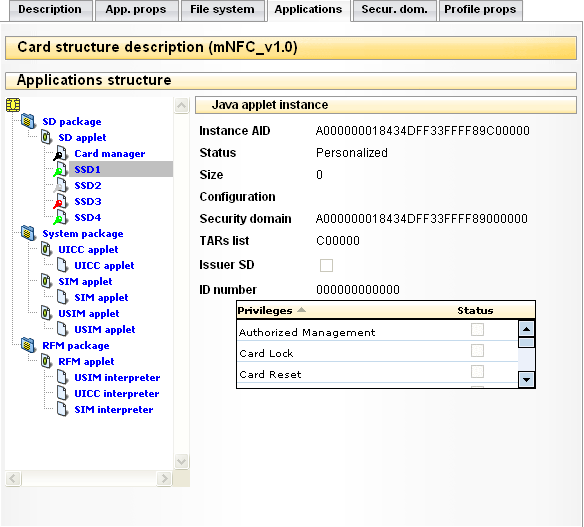 Description App. props File system Applications Secur. dom. Profile props
Card structure description (mNFC_v1.0)
Applications structure
SD package
SD applet
Card manager
SSD1
SSD2
SSD3
SSD4
System package
UICC applet
UICC applet
SIM applet
SIM applet
USIM applet
USIM applet
RFM package
RFM applet
USIM interpreter
UICC interpreter
SIM interpreter
Java applet instance
Instance AID A000000018434DFF33FFFF89C00000
Status Personalized
Size 0
Configuration
Security domain A000000018434DFF33FFFF89000000
TARs list C00000
Issuer SD
ID number 000000000000
Privileges Status
Authorized Management
Card Lock
Card Reset